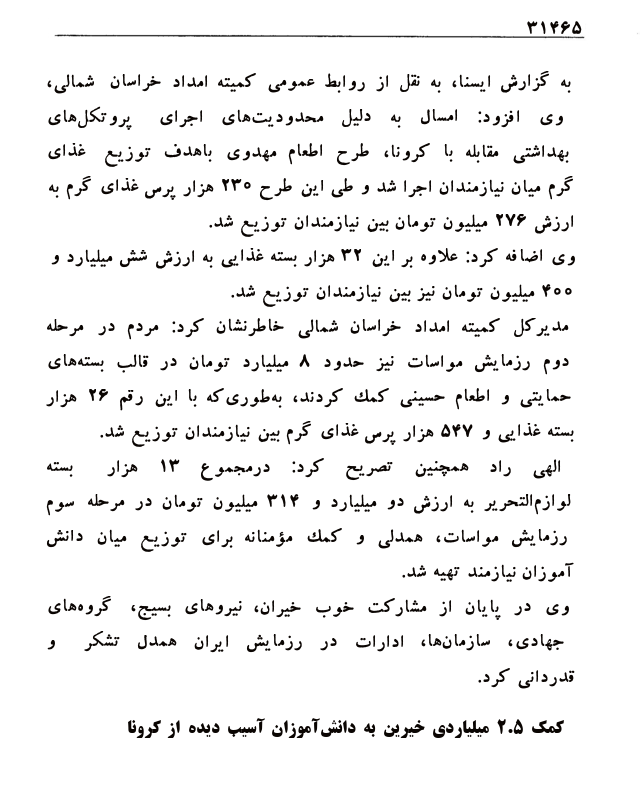 ۳۱۴۶۵
به گزارش ایسنا، به نقل از روابط عمومی کمیته امداد خراسان شمالی،
وی افزود: امسال به دلیل محدودیت‌های اجرای پروتکل‌های
بهداشتی مقابله با کرونا، طرح اطعام مهدوی باهدف توزیع غذای
گرم میان نیازمندان اجرا شد و طی این طرح ۲۳۰ هزار پرس غذای گرم به
ارزش ۲۷۶ میلیون تومان بین نیازمندان توزیع شد.
وی اضافه کرد: علاوه بر این ۳۲ هزار بسته غذایی به ارزش شش میلیارد و
۴۰۰ میلیون تومان نیز بین نیازمندان توزیع شد.
مدیرکل کمیته امداد خراسان شمالی خاطرنشان کرد: مردم در مرحله
دوم رزمایش مواسات نیز حدود ۸ میلیارد تومان در قالب بسته‌های
حمایتی و اطعام حسینی کمک کردند، به‌طوری‌که با این رقم ۲۶ هزار
بسته غذایی و ۵۴۷ هزار پرس غذای گرم بین نیازمندان توزیع شد.
الهی راد همچنین تصریح کرد: درمجموع ۱۳ هزار بسته
لوازم‌التحریر به ارزش دو میلیارد و ۳۱۴ میلیون تومان در مرحله سوم
رزمایش مواسات، همدلی و کمک مؤمنانه برای توزیع میان دانش
آموزان نیازمند تهیه شد.
وی در پایان از مشارکت خوب خیران، نیروهای بسیج، گروه‌های
جهادی، سازمان‌ها، ادارات در رزمایش ایران همدل تشکر و
قدردانی کرد.
کمک ۲.۵ میلیاردی خیرین به دانش‌آموزان آسیب دیده از کرونا